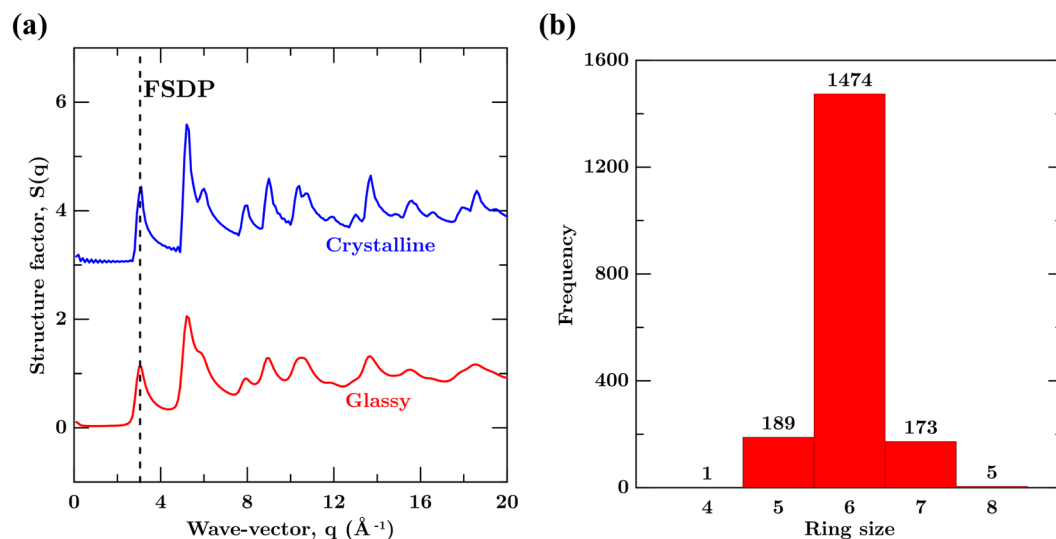 (a)
FSDP
6
4
2
0
Structure factor, S(q)
Crystalline
Glassy
0 4 8 12 16 20
Wave-vector, q (Å⁻¹)
(b)
1600
1200
800
400
0
Frequency
1 189 1474 173 5
4 5 6 7 8
Ring size